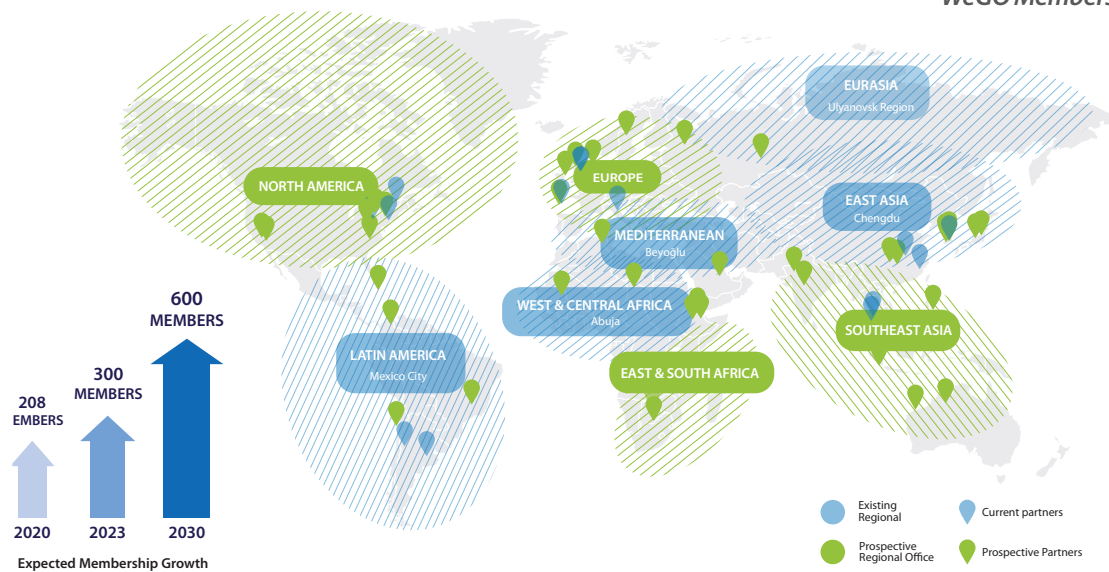 WeGO Members
EURASIA
Ulyanovsk Region
NORTH AMERICA
EUROPE
EAST ASIA
Chengdu
MEDITERRANEAN
Beyoğlu
WEST & CENTRAL AFRICA
Abuja
SOUTHEAST ASIA
LATIN AMERICA
Mexico City
EAST & SOUTH AFRICA
600
MEMBERS
300
MEMBERS
208
EMBERS
2020
2023
2030
Expected Membership Growth
Existing
Regional
Current partners
Prospective
Regional Office
Prospective Partners